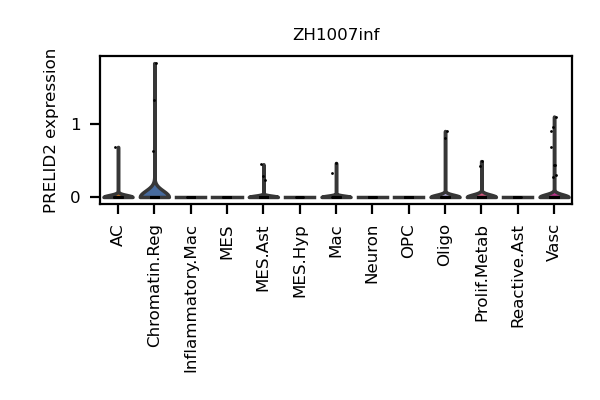 ZH1007inf
PRELID2 expression
1
0
AC
Chromatin.Reg
Inflammatory.Mac
MES
MES.Ast
MES.Hyp
Mac
Neuron
OPC
Oligo
Prolif.Metab
Reactive.Ast
Vasc